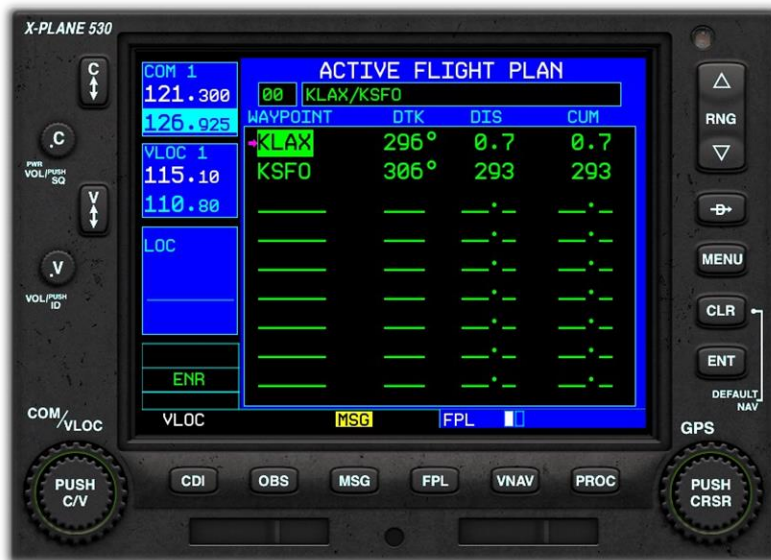 X-PLANE 530
C
.C
PWR
VOL/PUSH SQ
V
.V
VOL/PUSH ID
COM/VLOC
PUSH
C/V
COM 1
121.300
126.925
VLOC 1
115.10
110.80
LOC
ENR
VLOC
ACTIVE FLIGHT PLAN
00 KLAX/KSFO
WAYPOINT DTK DIS CUM
KLAX 296° 0.7 0.7
KSFO 306° 293 293
MSG
FPL
CDI OBS MSG FPL VNAV PROC
RNG
D
MENU
CLR
ENT
DEFAULT
NAV
GPS
PUSH
CRSR